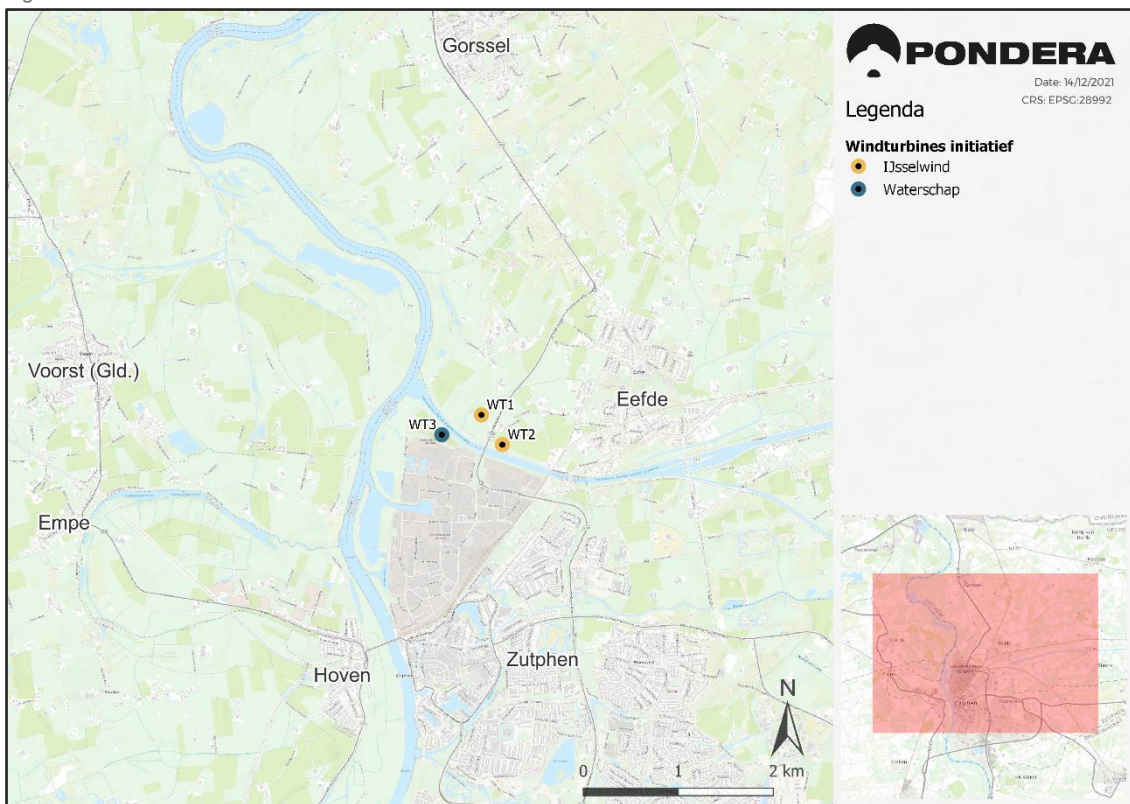 Gorssel
Voorst (Gld.)
WT1
WT3
WT2
Eefde
Empe
Hoven
Zutphen
N
0 1 2 km
PONDERA
Date: 14/12/2021
CRS: EPSG:28992
Legenda
Windturbines initiatief
IJsselwind
Waterschap